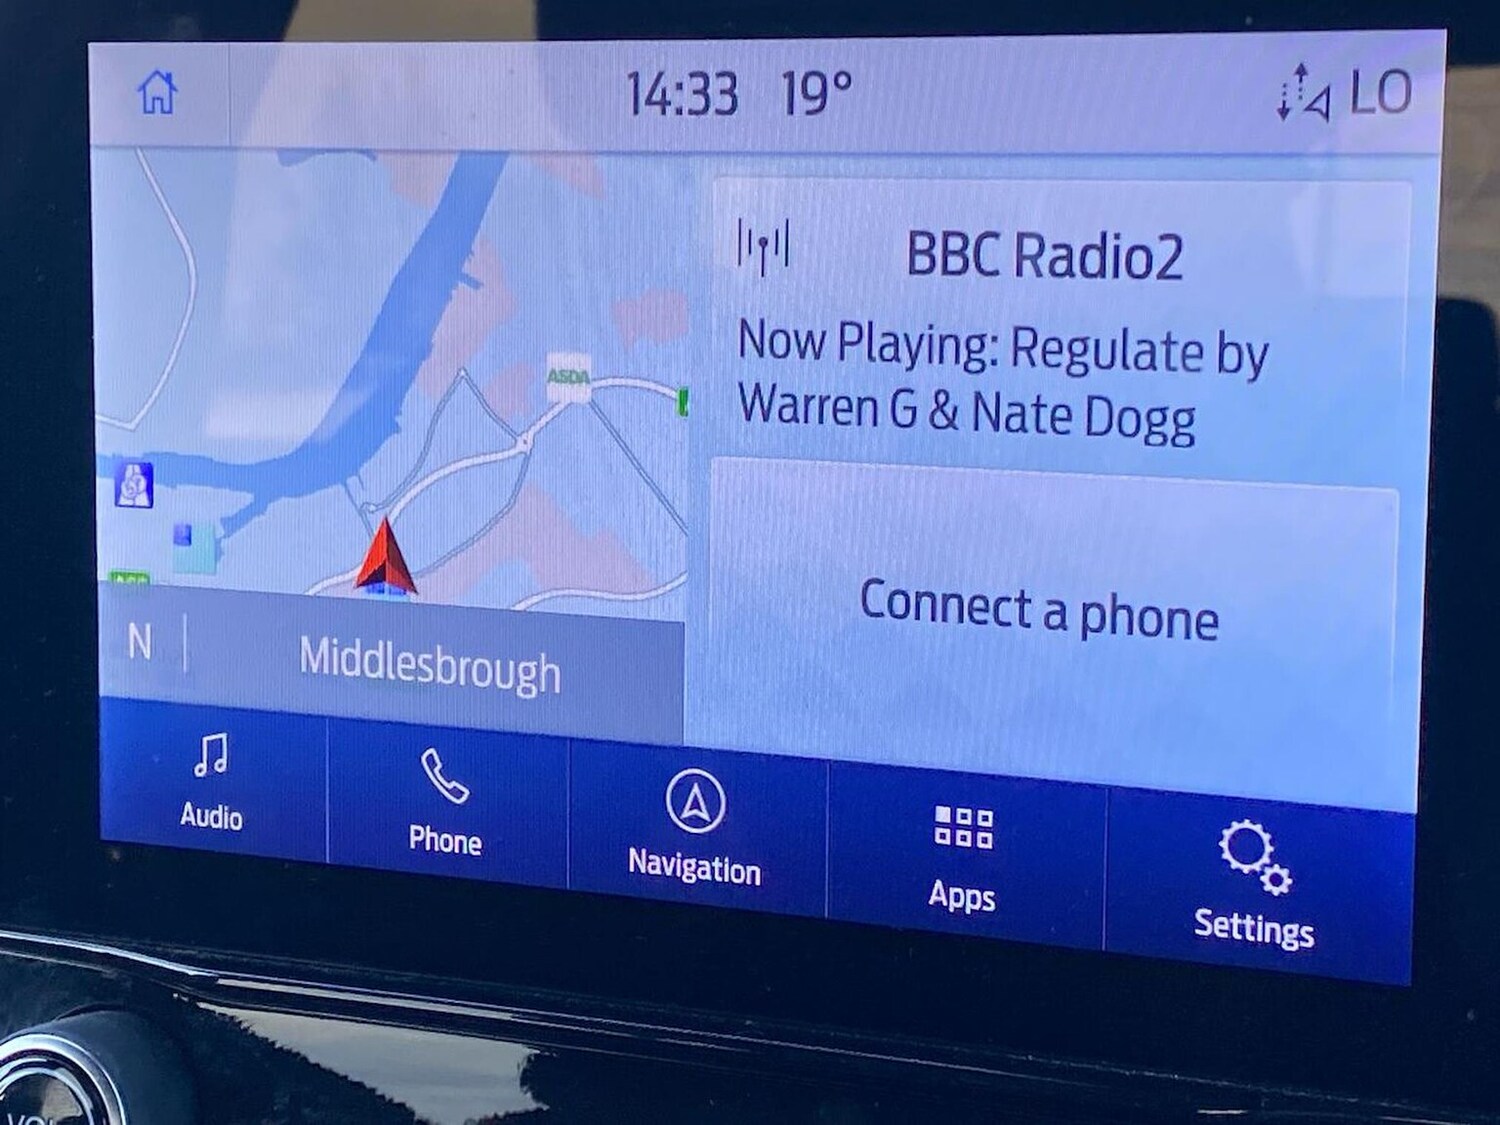 14:33 19° LO
BBC Radio2
Now Playing: Regulate by
Warren G & Nate Dogg
ASDA
N Middlesbrough
Connect a phone
Audio
Phone
Navigation
Apps
Settings